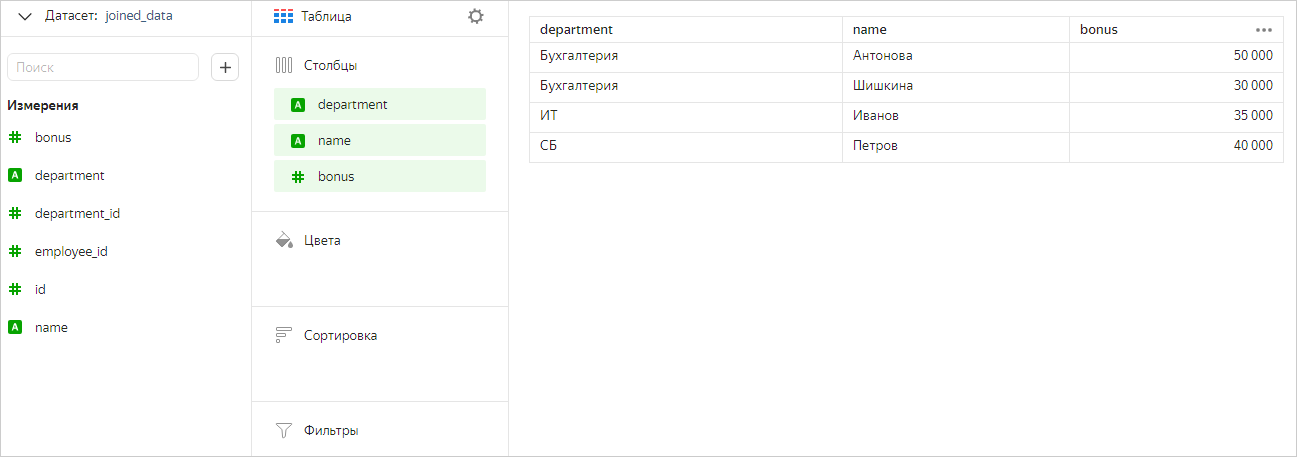 Датасет: joined_data
Поиск
Измерения
# bonus
A department
# department_id
# employee_id
# id
A name
Таблица
Столбцы
A department
A name
# bonus
Цвета
Сортировка
Фильтры
department name bonus
Бухгалтерия Антонова 50 000
Бухгалтерия Шишкина 30 000
ИТ Иванов 35 000
СБ Петров 40 000